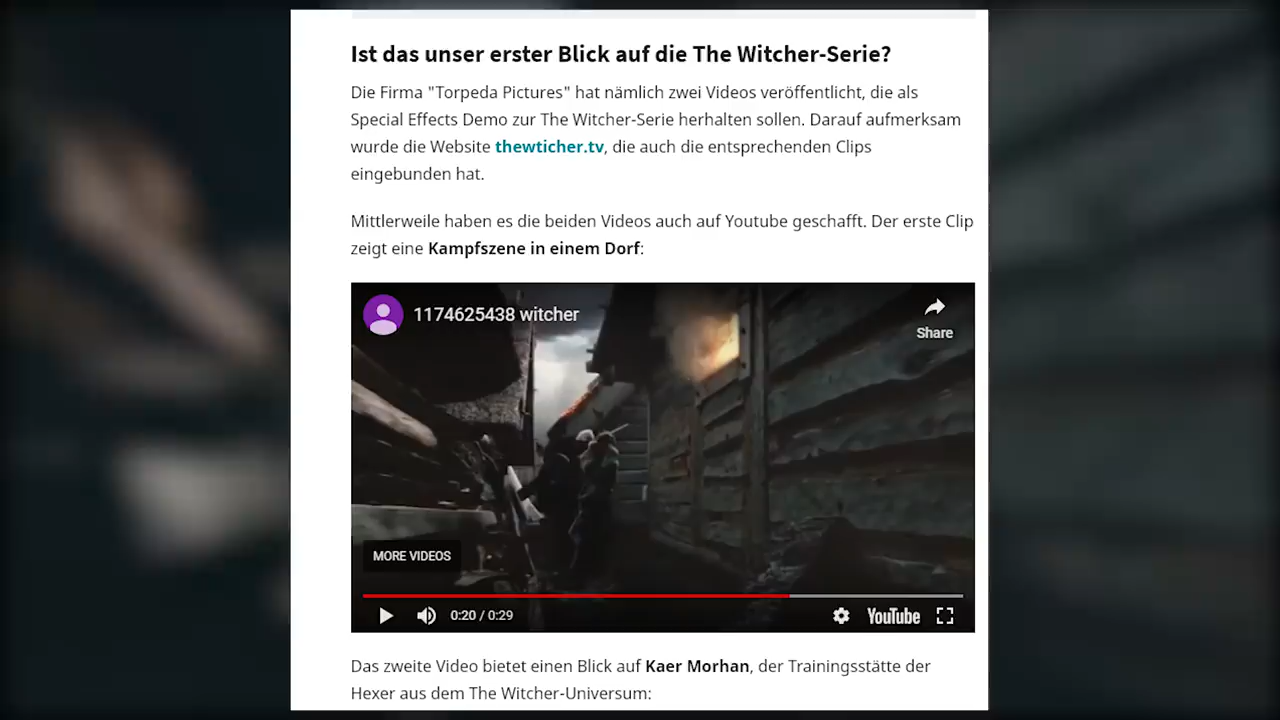 Ist das unser erster Blick auf die The Witcher-Serie?
Die Firma "Torpeda Pictures" hat nämlich zwei Videos veröffentlicht, die als
Special Effects Demo zur The Witcher-Serie herhalten sollen. Darauf aufmerksam
wurde die Website thewticher.tv, die auch die entsprechenden Clips
eingebunden hat.
Mittlerweile haben es die beiden Videos auch auf Youtube geschafft. Der erste Clip
zeigt eine Kampfszene in einem Dorf:
1174625438 witcher
Share
MORE VIDEOS
0:20 / 0:29
YouTube
Das zweite Video bietet einen Blick auf Kaer Morhan, der Trainingsstätte der
Hexer aus dem The Witcher-Universum: